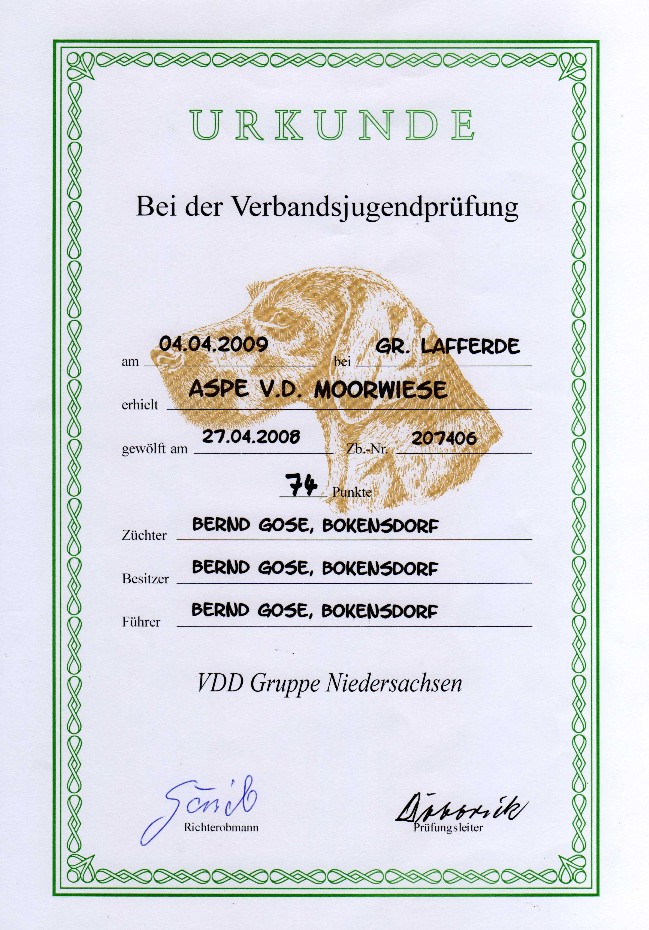 URKUNDE
Bei der Verbandsjugendprüfung
am 04.04.2009 bei GR. LAFFERDE
erhielt ASPE V.D. MOORWIESE
gewölft am 27.04.2008 Zb.-Nr. 207406
74 Punkte
Züchter BERND GOSE, BOKENSDORF
Besitzer BERND GOSE, BOKENSDORF
Führer BERND GOSE, BOKENSDORF
VDD Gruppe Niedersachsen
Richterobmann Prüfungsleiter